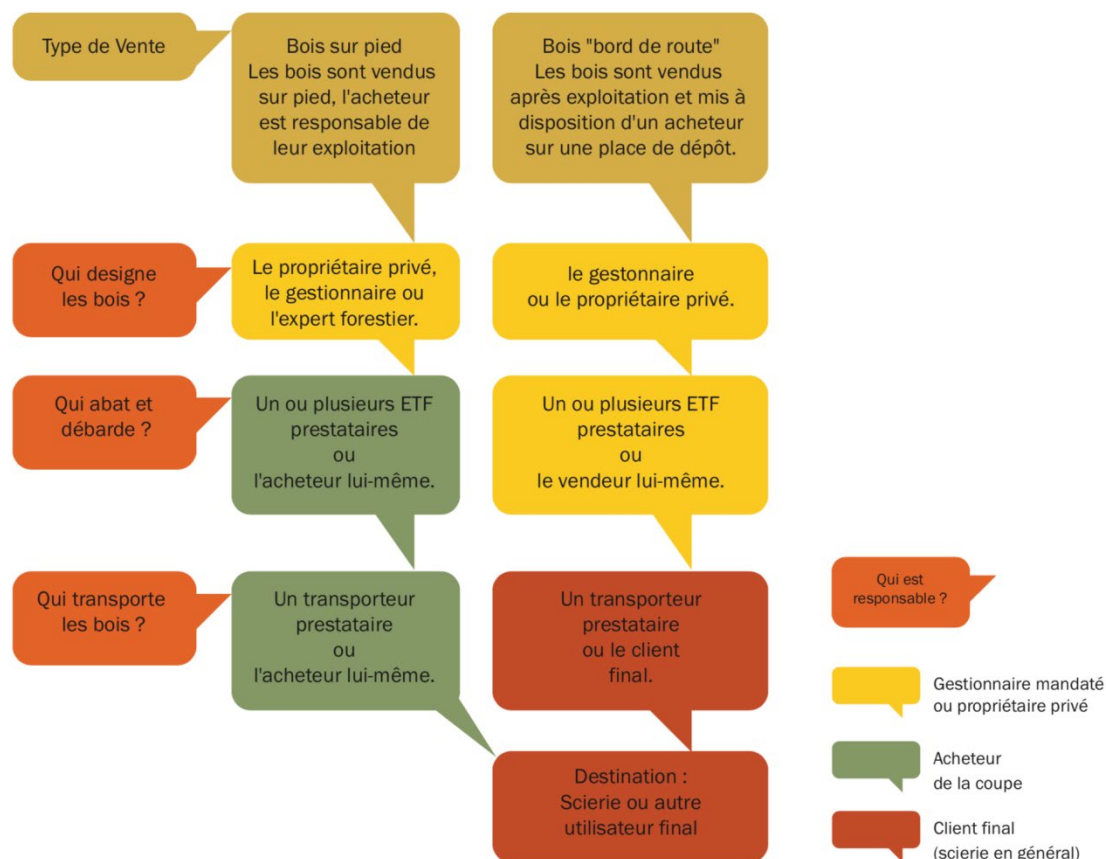 Type de Vente
Bois sur pied
Les bois sont vendus
sur pied, l'acheteur
est responsable de
leur exploitation
Bois "bord de route"
Les bois sont vendus
après exploitation et mis à
disposition d'un acheteur
sur une place de dépôt.
Qui designe
les bois ?
Le propriétaire privé,
le gestionnaire ou
l'expert forestier.
le gestonnaire
ou le propriétaire privé.
Qui abat et
débarde ?
Un ou plusieurs ETF
prestataires
ou
l'acheteur lui-même.
Un ou plusieurs ETF
prestataires
ou
le vendeur lui-même.
Qui transporte
les bois ?
Un transporteur
prestataire
ou
l'acheteur lui-même.
Un transporteur
prestataire
ou le client
final.
Destination :
Scierie ou autre
utilisateur final
Qui est
responsable ?
Gestionnaire mandaté
ou propriétaire privé
Acheteur
de la coupe
Client final
(scierie en général)